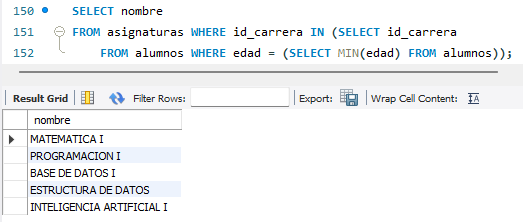 150 SELECT nombre
151 FROM asignaturas WHERE id_carrera IN (SELECT id_carrera
152 FROM alumnos WHERE edad = (SELECT MIN(edad) FROM alumnos));
Result Grid Filter Rows: Export: Wrap Cell Content: IA
nombre
MATEMATICA I
PROGRAMACION I
BASE DE DATOS I
ESTRUCTURA DE DATOS
INTELIGENCIA ARTIFICIAL I